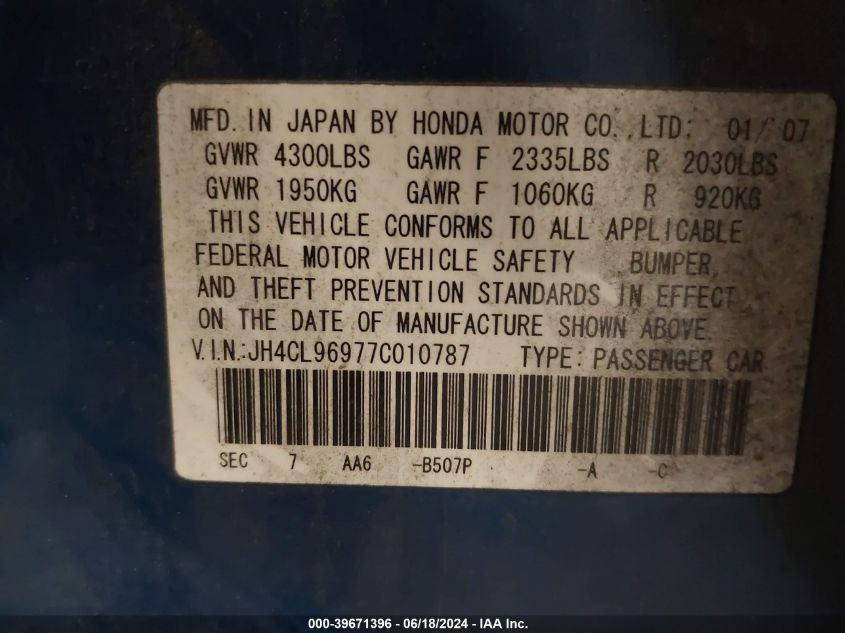 MFD. IN JAPAN BY HONDA MOTOR CO., LTD: 01/'07
GVWR 4300LBS GAWR F 2335LBS R 2030LBS
GVWR 1950KG GAWR F 1060KG R 920KG
THIS VEHICLE CONFORMS TO ALL APPLICABLE
FEDERAL MOTOR VEHICLE SAFETY BUMPER,
AND THEFT PREVENTION STANDARDS IN EFFECT
ON THE DATE OF MANUFACTURE SHOWN ABOVE.
V.I.N.:JH4CL96977C010787 TYPE: PASSENGER CAR
SEC 7 AA6 -B507P -A -C
000-39671396 - 06/18/2024 - IAA Inc.